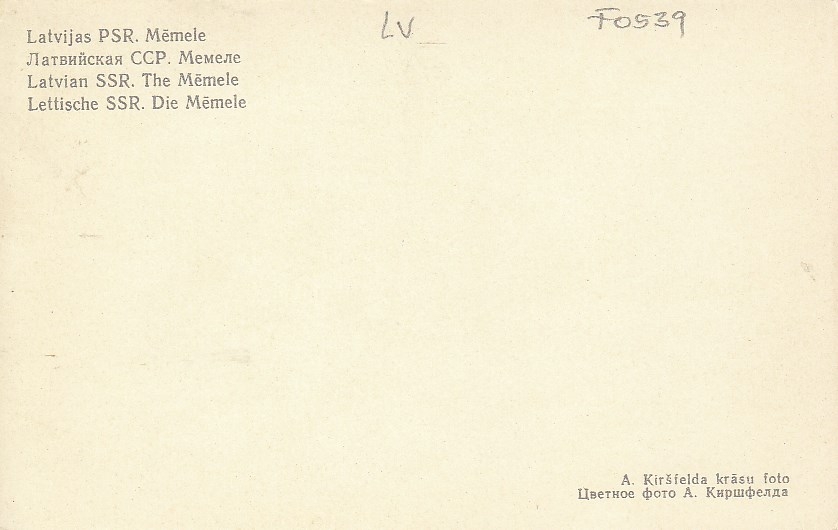 Latvijas PSR. Mēmele
Латвийская ССР. Мемеле
Latvian SSR. The Mēmele
Lettische SSR. Die Mēmele
LV
F0539
A. Kiršfelda krāsu foto
Цветное фото А. Киршфелда